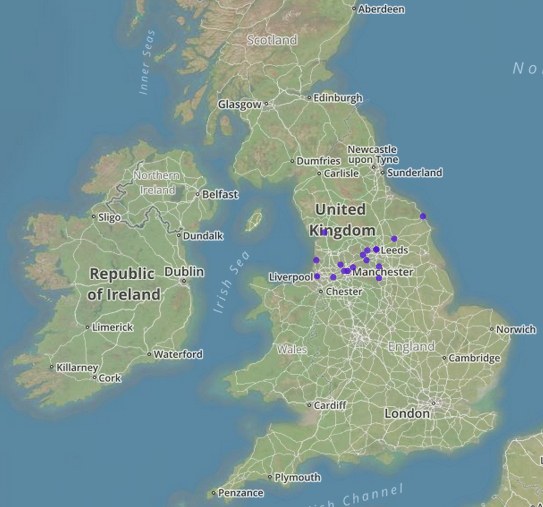 Aberdeen
Scotland
Inner Seas
No
Glasgow
Edinburgh
Newcastle
upon Tyne
Dumfries
Carlisle
Sunderland
Northern
Ireland
Belfast
Sligo
United
Kingdom
Dundalk
Leeds
Irish Sea
Republic
of Ireland
Dublin
Liverpool
Manchester
Chester
Limerick
Norwich
Waterford
Wales
England
Cambridge
Killarney
Cork
Cardiff
London
Plymouth
Penzance
sh Channel